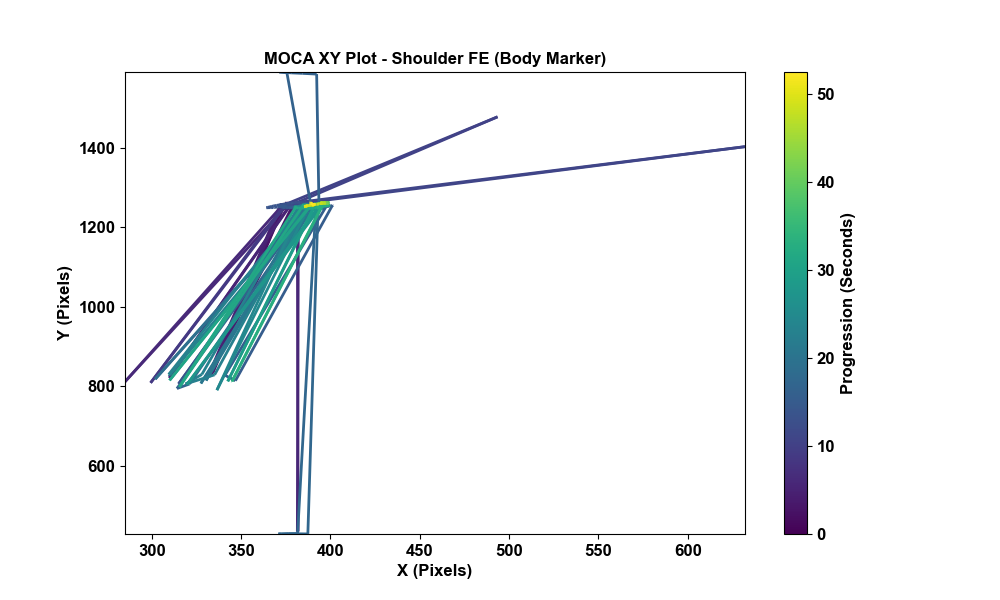 MOCA XY Plot - Shoulder FE (Body Marker)
1400
1200
1000
800
600
Y (Pixels)
300 350 400 450 500 550 600
X (Pixels)
50
40
30
20
10
0
Progression (Seconds)